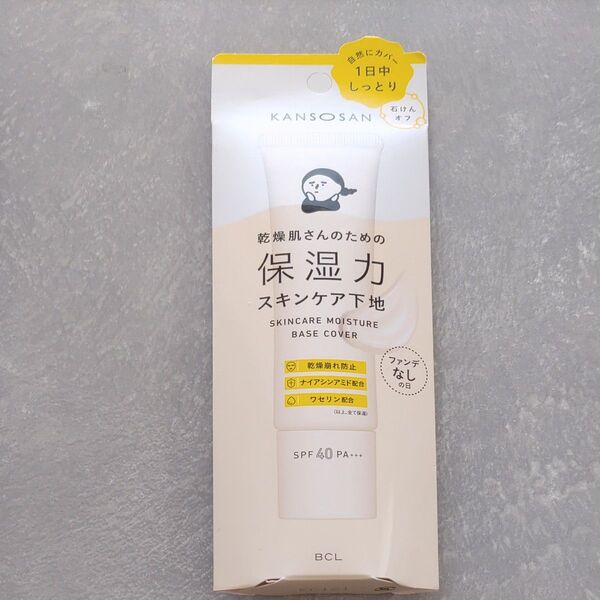 自然にカバー
1日中
しっとり
石けん
オフ
KANSOSAN
乾燥肌さんのための
保湿力
スキンケア下地
SKINCARE MOISTURE
BASE COVER
乾燥崩れ防止
ナイアシンアミド配合
ワセリン配合
(以上、全て保湿)
ファンデ
なし
の日
SPF 40 PA+++
BCL